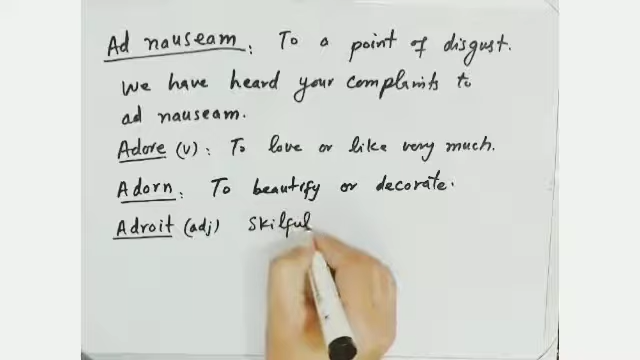 Ad nauseam: To a point of disgust.
We have heard your complaints to
ad nauseam.
Adore (v): To love or like very much.
Adorn: To beautify or decorate.
Adroit (adj) Skilful